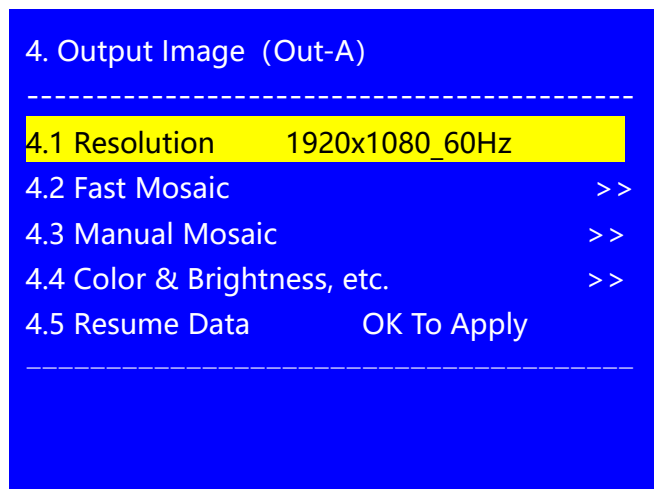 4. Output Image（Out-A）
--------------------------------------------
4.1 Resolution 1920x1080_60Hz
4.2 Fast Mosaic >>
4.3 Manual Mosaic >>
4.4 Color & Brightness, etc. >>
4.5 Resume Data OK To Apply